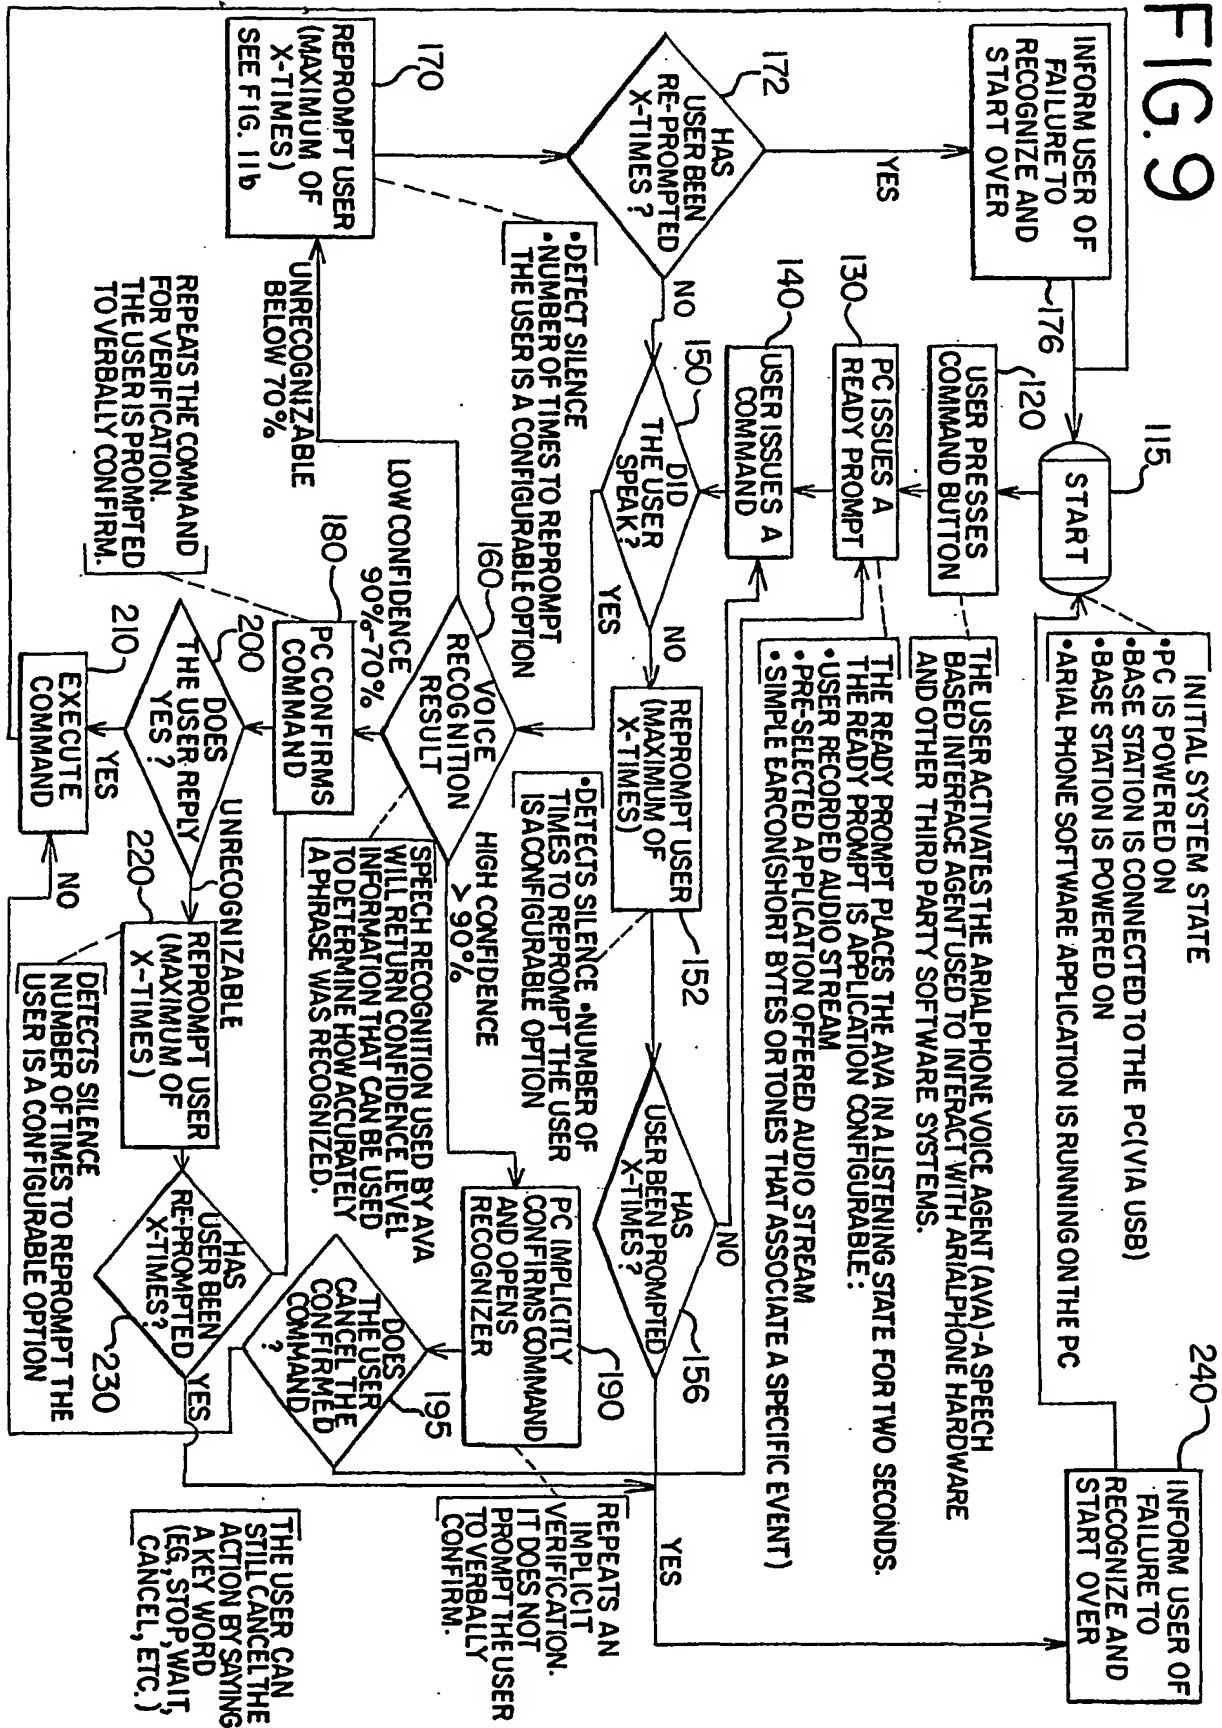 FIG. 9
INFORM USER OF
FAILURE TO
RECOGNIZE AND
START OVER
176
115
START
INITIAL SYSTEM STATE
•PC IS POWERED ON
•BASE STATION IS CONNECTED TO THE PC(VIA USB)
•BASE STATION IS POWERED ON
•ARIAL PHONE SOFTWARE APPLICATION IS RUNNING ON THE PC
240
INFORM USER OF
FAILURE TO
RECOGNIZE AND
START OVER
120
USER PRESSES
COMMAND BUTTON
THE USER ACTIVATES THE ARIALPHONE VOICE AGENT (AVA)-A SPEECH
BASED INTERFACE AGENT USED TO INTERACT WITH ARIALPHONE HARDWARE
AND OTHER THIRD PARTY SOFTWARE SYSTEMS.
130
PC ISSUES A
READY PROMPT
THE READY PROMPT PLACES THE AVA IN A LISTENING STATE FOR TWO SECONDS.
THE READY PROMPT IS APPLICATION CONFIGURABLE:
•USER RECORDED AUDIO STREAM
•PRE-SELECTED APPLICATION OFFERED AUDIO STREAM
•SIMPLE EARCON(SHORT BYTES OR TONES THAT ASSOCIATE A SPECIFIC EVENT)
140
USER ISSUES A
COMMAND
172
HAS
USER BEEN
RE-PROMPTED
X-TIMES ?
YES
NO
150
DID
THE USER
SPEAK?
NO
YES
REPROMPT USER
(MAXIMUM OF
X-TIMES)
152
•DETECTS SILENCE •NUMBER OF
TIMES TO REPROMPT THE USER
IS A CONFIGURABLE OPTION
HAS
USER BEEN PROMPTED
X-TIMES?
156
NO
YES
170
REPROMPT USER
(MAXIMUM OF
X-TIMES)
SEE FIG. 11b
•DETECT SILENCE
•NUMBER OF TIMES TO REPROMPT
THE USER IS A CONFIGURABLE OPTION
UNRECOGNIZABLE
BELOW 70%
160
VOICE
RECOGNITION
RESULT
LOW CONFIDENCE
90%-70%
HIGH CONFIDENCE
> 90%
SPEECH RECOGNITION USED BY AVA
WILL RETURN CONFIDENCE LEVEL
INFORMATION THAT CAN BE USED
TO DETERMINE HOW ACCURATELY
A PHRASE WAS RECOGNIZED.
PC IMPLICITLY
CONFIRMS COMMAND
AND OPENS
RECOGNIZER
190
REPEATS AN
IMPLICIT
VERIFICATION.
IT DOES NOT
PROMPT THE USER
TO VERBALLY
CONFIRM.
DOES
THE USER
CANCEL THE
CONFIRMED
COMMAND
?
195
THE USER CAN
STILL CANCEL THE
ACTION BY SAYING
A KEY WORD
(EG, STOP, WAIT,
CANCEL, ETC.)
REPEATS THE COMMAND
FOR VERIFICATION.
THE USER IS PROMPTED
TO VERBALLY CONFIRM.
180
PC CONFIRMS
COMMAND
200
DOES
THE USER REPLY
YES ?
YES
UNRECOGNIZABLE
210
EXECUTE
COMMAND
NO
220
REPROMPT USER
(MAXIMUM OF
X-TIMES)
DETECTS SILENCE
NUMBER OF TIMES TO REPROMPT THE
USER IS A CONFIGURABLE OPTION
HAS
USER BEEN
RE-PROMPTED
X-TIMES?
230
YES